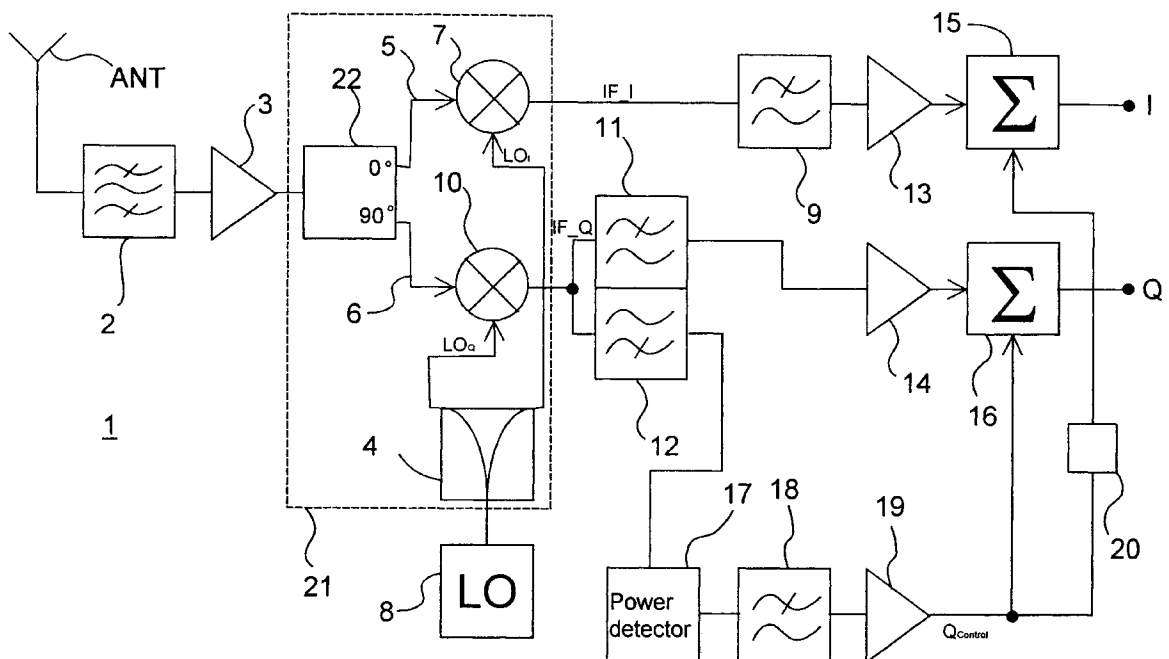 ANT
1
2
3
21
22
0°
90°
5
6
7
10
LOI
LOQ
4
8
LO
IF_I
IF_Q
11
12
9
13
14
15
Σ
I
16
Σ
Q
17
Power
detector
18
19
QControl
20